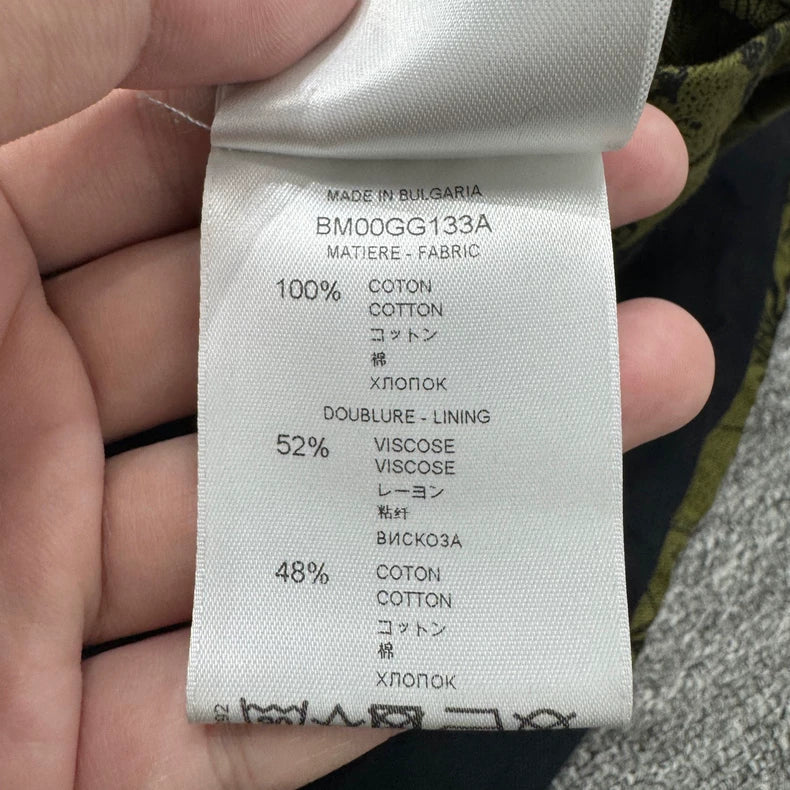 MADE IN BULGARIA
BM00GG133A
MATIERE - FABRIC
100% COTON
COTTON
コットン
棉
ХЛОПОК
DOUBLURE - LINING
52% VISCOSE
VISCOSE
レーヨン
粘纤
ВИСКОЗА
48% COTON
COTTON
コットン
棉
ХЛОПОК
92